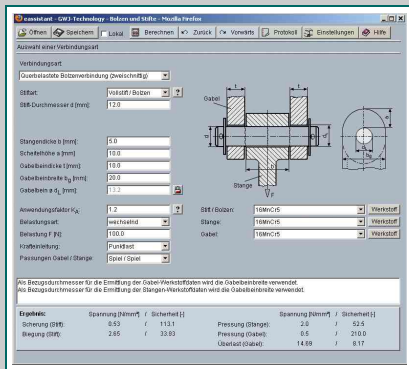 eassistant - GWJ-Technology - Bolzen und Stifte - Mozilla Firefox
Öffnen Speichern Lokal Berechnen Zurück Vorwärts Protokoll Einstellungen Hilfe
Auswahl einer Verbindungsart
Verbindungsart
Querbelastete Bolzenverbindung (zweischnittig)
Stiftart: Vollstift / Bolzen ?
Stift-Durchmesser d [mm]: 12.0
Gabel
Stange
t t
d
b
F
a
Stangendicke b [mm]: 5.0
Scheitelhöhe a [mm]: 10.0
Gabelbeindicke t [mm]: 10.0
Gabelbeinbreite bg [mm]: 20.0
Gabelbein ø dL [mm]: 13.2
Anwendungsfaktor KA: 1.2 ?
Belastungsart: wechselnd
Belastung F [N]: 100.0
Krafteinleitung: Punktlast
Passungen Gabel / Stange: Spiel / Spiel
Stift / Bolzen: 16MnCr5 Werkstoff
Stange: 16MnCr5 Werkstoff
Gabel: 16MnCr5 Werkstoff
Als Bezugsdurchmesser für die Ermittlung der Gabel-Werkstoffdaten wird die Gabelbeinbreite verwendet.
Als Bezugsdurchmesser für die Ermittlung der Stangen-Werkstoffdaten wird die Gabelbeinbreite verwendet.
Ergebnis: Spannung [N/mm²] / Sicherheit [-] Spannung [N/mm²] / Sicherheit [-]
Scherung (Stift): 0.53 / 113.1 Pressung (Stange): 2.0 / 52.5
Biegung (Stift): 2.65 / 33.93 Pressung (Gabel): 0.5 / 210.0
Überlast (Gabel): 14.69 / 8.17